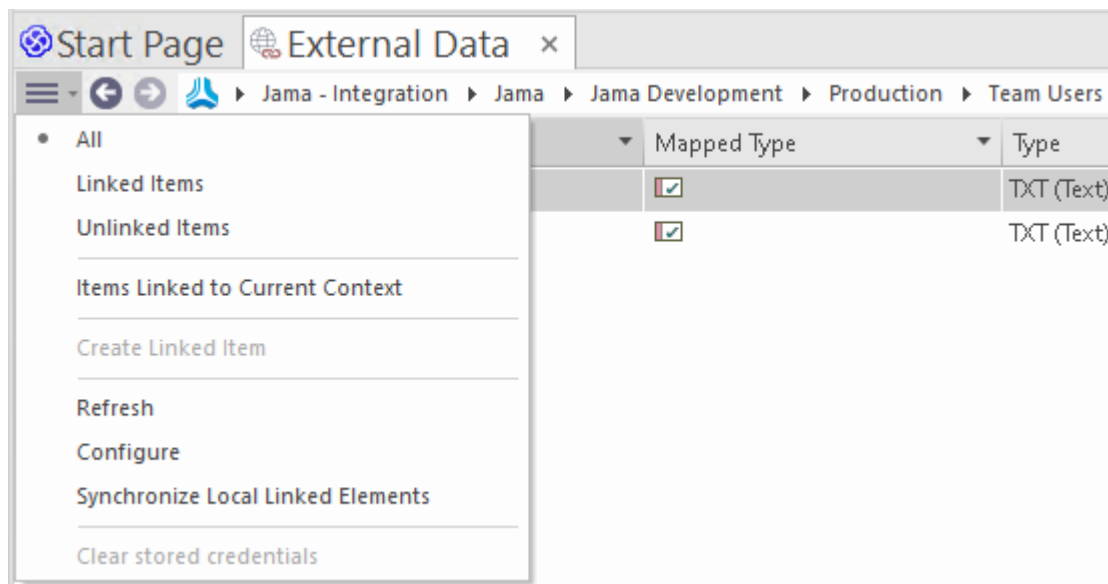 Start Page External Data ×
Jama - Integration Jama Jama Development Production Team Users
All Mapped Type Type
Linked Items TXT (Text)
Unlinked Items TXT (Text)
Items Linked to Current Context
Create Linked Item
Refresh
Configure
Synchronize Local Linked Elements
Clear stored credentials